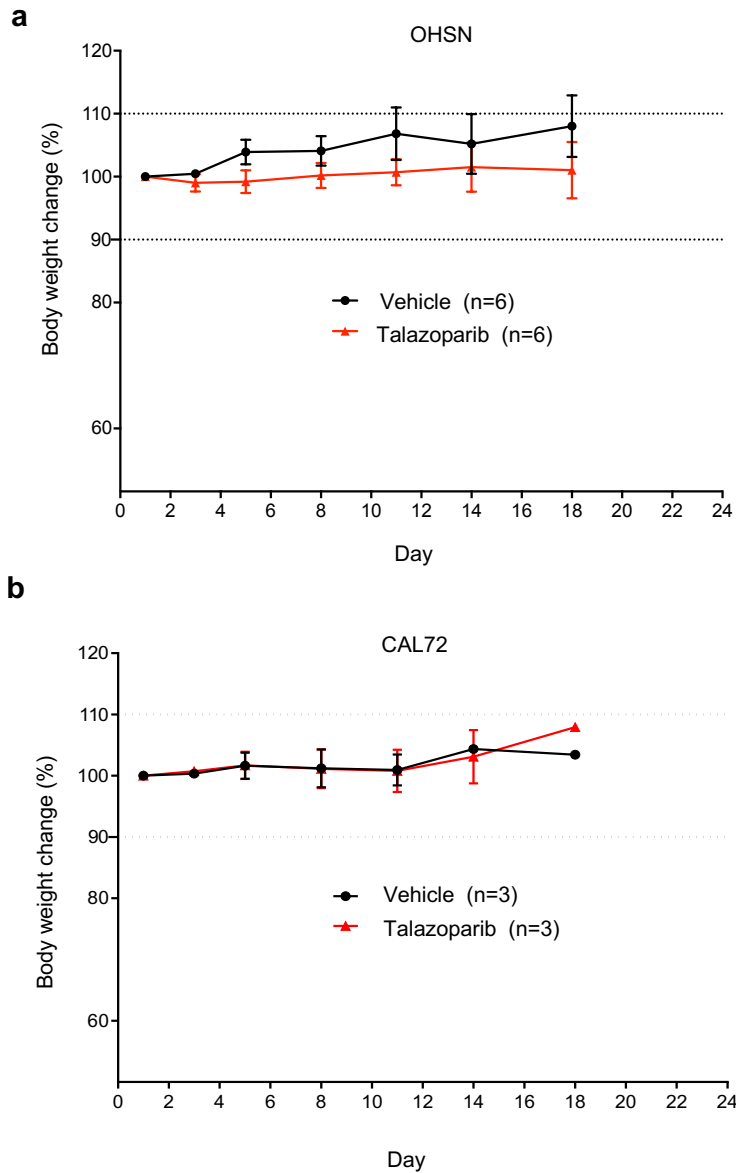 a
OHSN
120
110
100
90
80
60
Body weight change (%)
Vehicle (n=6)
Talazoparib (n=6)
0 2 4 6 8 10 12 14 16 18 20 22 24
Day
b
CAL72
120
110
100
90
80
60
Body weight change (%)
Vehicle (n=3)
Talazoparib (n=3)
0 2 4 6 8 10 12 14 16 18 20 22 24
Day